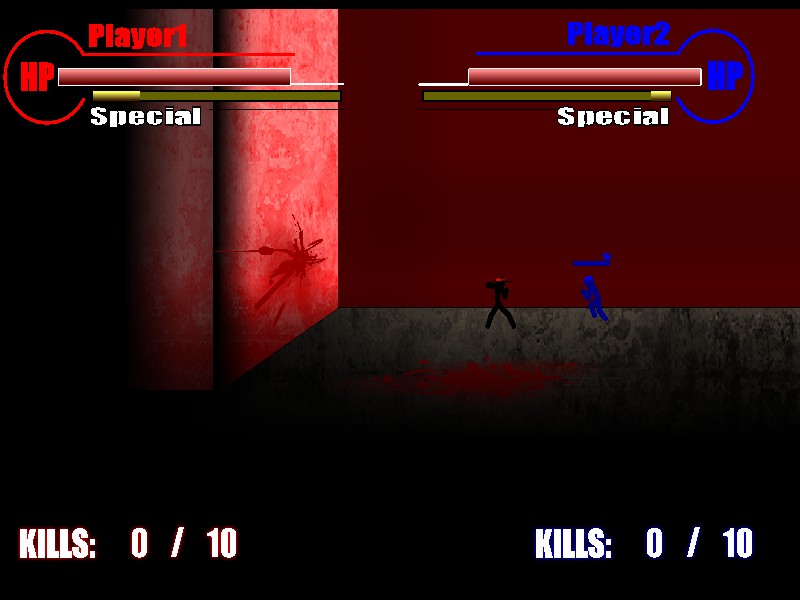 Player1
Player2
HP
HP
Special
Special
KILLS: 0 / 10
KILLS: 0 / 10